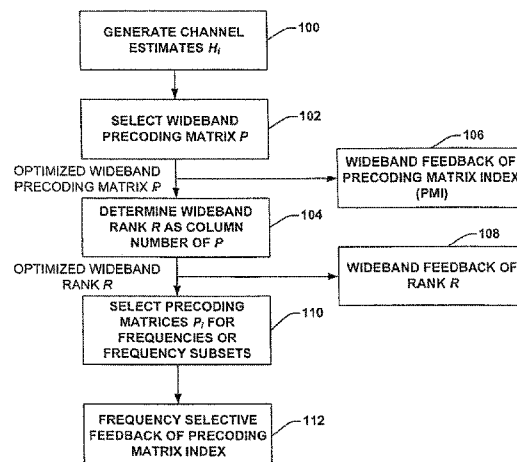 GENERATE CHANNEL
ESTIMATES Hi
100
SELECT WIDEBAND
PRECODING MATRIX P
102
OPTIMIZED WIDEBAND
PRECODING MATRIX P
106
WIDEBAND FEEDBACK OF
PRECODING MATRIX INDEX
(PMI)
DETERMINE WIDEBAND
RANK R AS COLUMN
NUMBER OF P
104
OPTIMIZED WIDEBAND
RANK R
108
WIDEBAND FEEDBACK OF
RANK R
SELECT PRECODING
MATRICES Pi FOR
FREQUENCIES OR
FREQUENCY SUBSETS
110
FREQUENCY SELECTIVE
FEEDBACK OF PRECODING
MATRIX INDEX
112